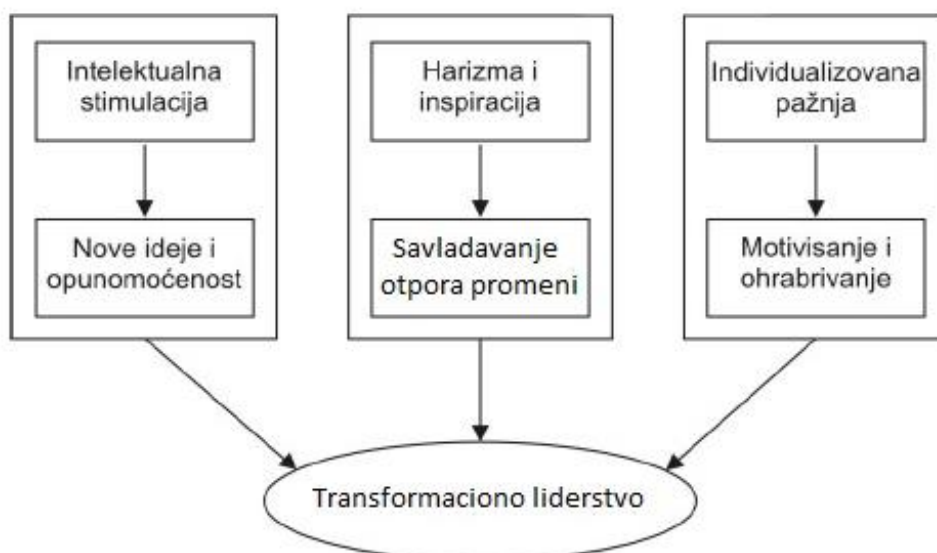 Intelektualna
stimulacija
Nove ideje i
opunomoćenost
Harizma i
inspiracija
Savladavanje
otpora promeni
Individualizovana
pažnja
Motivisanje i
ohrabrivanje
Transformaciono liderstvo